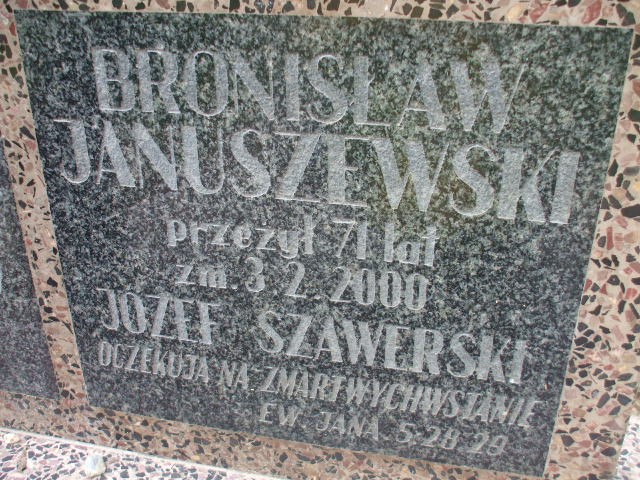 BRONISŁAW
JANUSZEWSKI
przeżył 71 lat
zm. 3.2.2000
JÓZEF SZAWERSKI
OCZEKUJĄ NA ZMARTWYCHWSTANIE
EW JANA 5-28-29